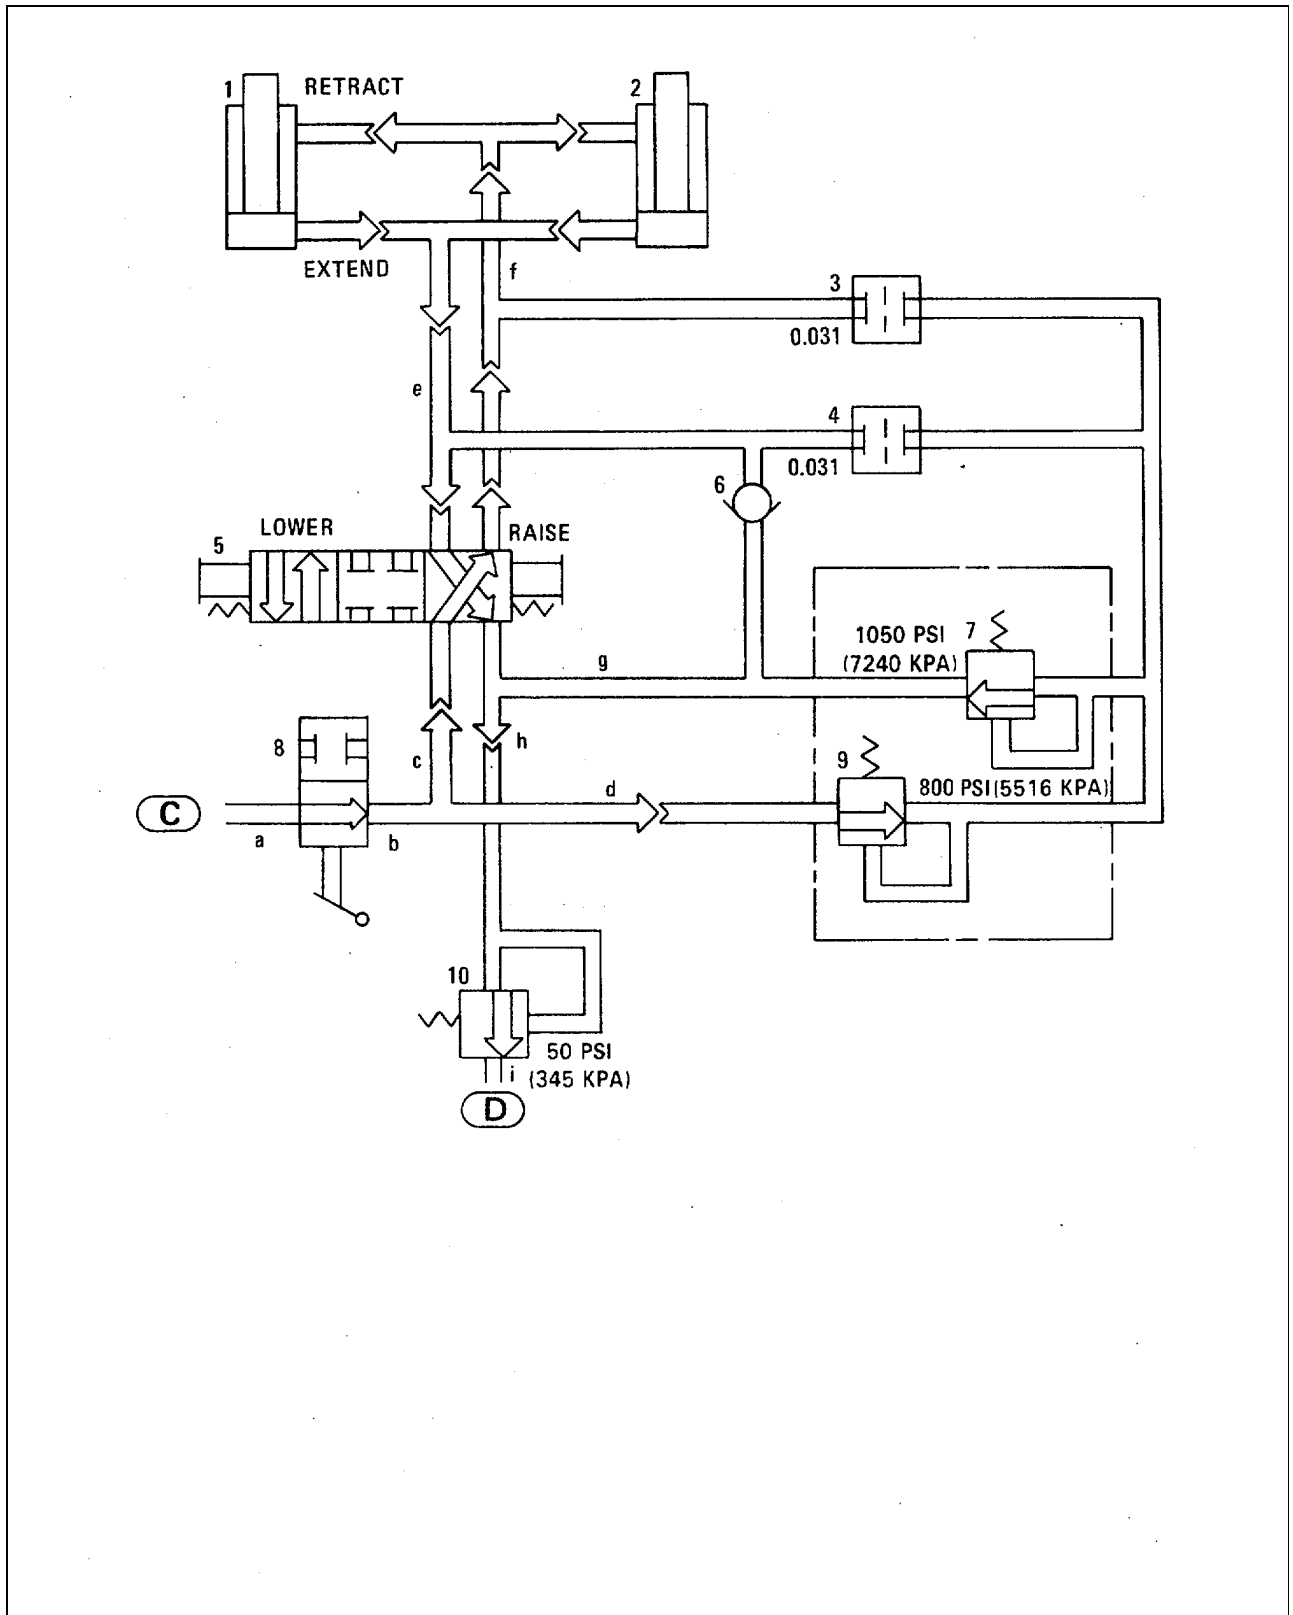 1
RETRACT
2
EXTEND
f
3
0.031
e
4
0.031
6
LOWER
RAISE
5
1050 PSI
(7240 KPA)
7
g
8
c
h
9
800 PSI (5516 KPA)
d
C
a
b
10
50 PSI
(345 KPA)
i
D